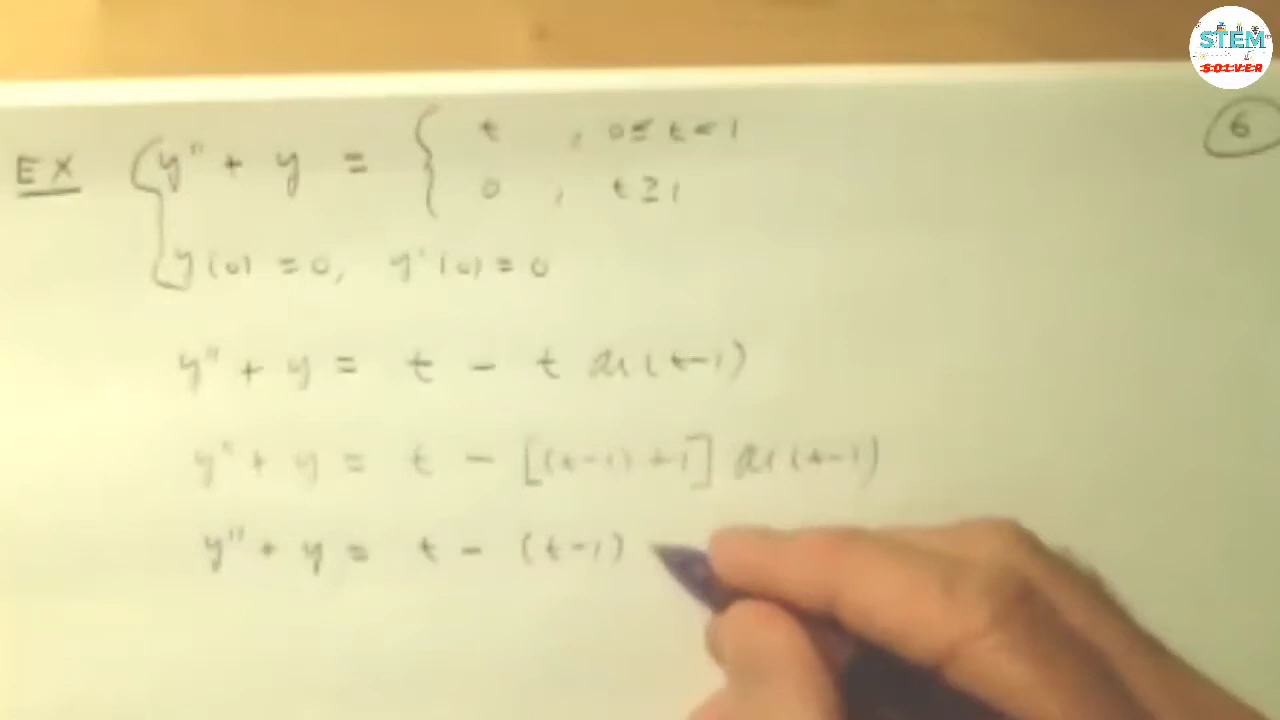 STEM
SOLVER
6
EX y'' + y = { t , 0 ≤ t < 1
0 , t ≥ 1
y(0) = 0, y'(0) = 0
y'' + y = t - t u(t-1)
y'' + y = t - [(t-1) + 1] u(t-1)
y'' + y = t - (t-1)